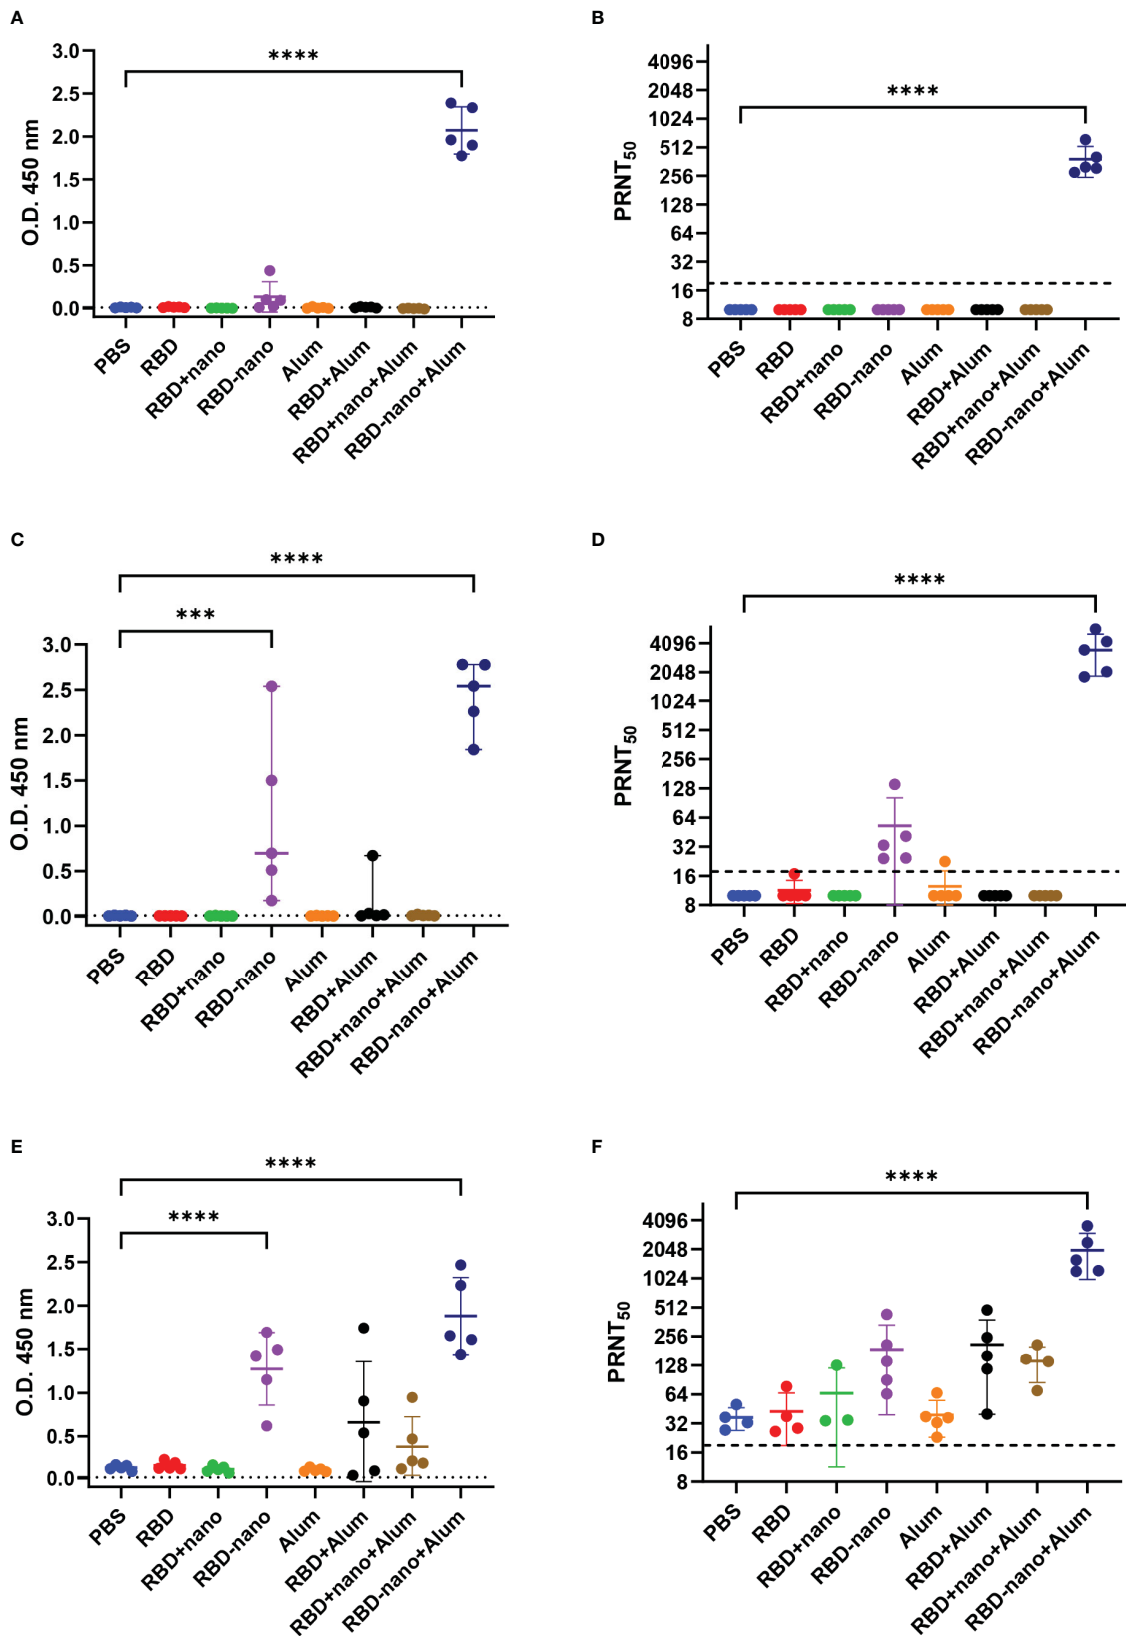 A
****
3.0
2.5
2.0
1.5
1.0
0.5
0.0
O.D. 450 nm
PBS
RBD
RBD+nano
RBD-nano
Alum
RBD+Alum
RBD+nano+Alum
RBD-nano+Alum
B
****
4096
2048
1024
512
256
128
64
32
16
8
PRNT50
PBS
RBD
RBD+nano
RBD-nano
Alum
RBD+Alum
RBD+nano+Alum
RBD-nano+Alum
C
****
***
3.0
2.5
2.0
1.5
1.0
0.5
0.0
O.D. 450 nm
PBS
RBD
RBD+nano
RBD-nano
Alum
RBD+Alum
RBD+nano+Alum
RBD-nano+Alum
D
****
4096
2048
1024
512
256
128
64
32
16
8
PRNT50
PBS
RBD
RBD+nano
RBD-nano
Alum
RBD+Alum
RBD+nano+Alum
RBD-nano+Alum
E
****
****
3.0
2.5
2.0
1.5
1.0
0.5
0.0
O.D. 450 nm
PBS
RBD
RBD+nano
RBD-nano
Alum
RBD+Alum
RBD+nano+Alum
RBD-nano+Alum
F
****
4096
2048
1024
512
256
128
64
32
16
8
PRNT50
PBS
RBD
RBD+nano
RBD-nano
Alum
RBD+Alum
RBD+nano+Alum
RBD-nano+Alum